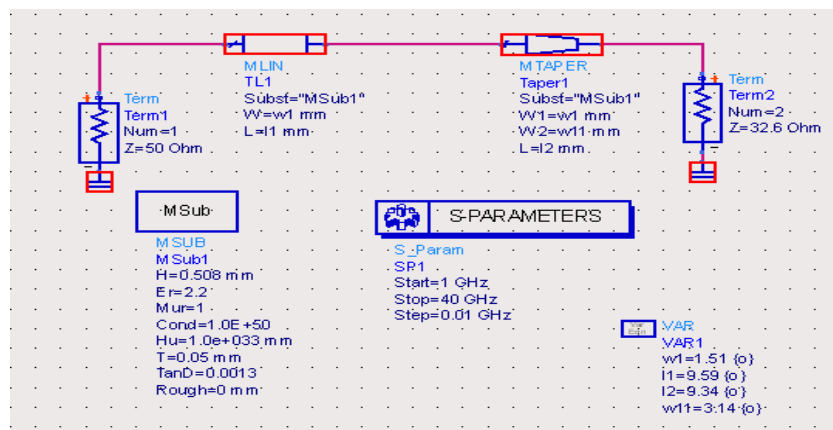 MLIN
TL1
Subst="MSub1"
W=w1 mm
L=l1 mm
MTAPER
Taper1
Subst="MSub1"
W1=w1 mm
W2=w11 mm
L=l2 mm
Term
Term1
Num=1
Z=50 Ohm
Term
Term2
Num=2
Z=32.6 Ohm
MSub
MSUB
MSub1
H=0.508 mm
Er=2.2
Mur=1
Cond=1.0E+50
Hu=1.0e+033 mm
T=0.05 mm
TanD=0.0013
Rough=0 mm
S-PARAMETERS
S_Param
SP1
Start=1 GHz
Stop=40 GHz
Step=0.01 GHz
VAR
VAR1
w1=1.51 {o}
l1=9.59 {o}
l2=9.34 {o}
w11=3.14 {o}